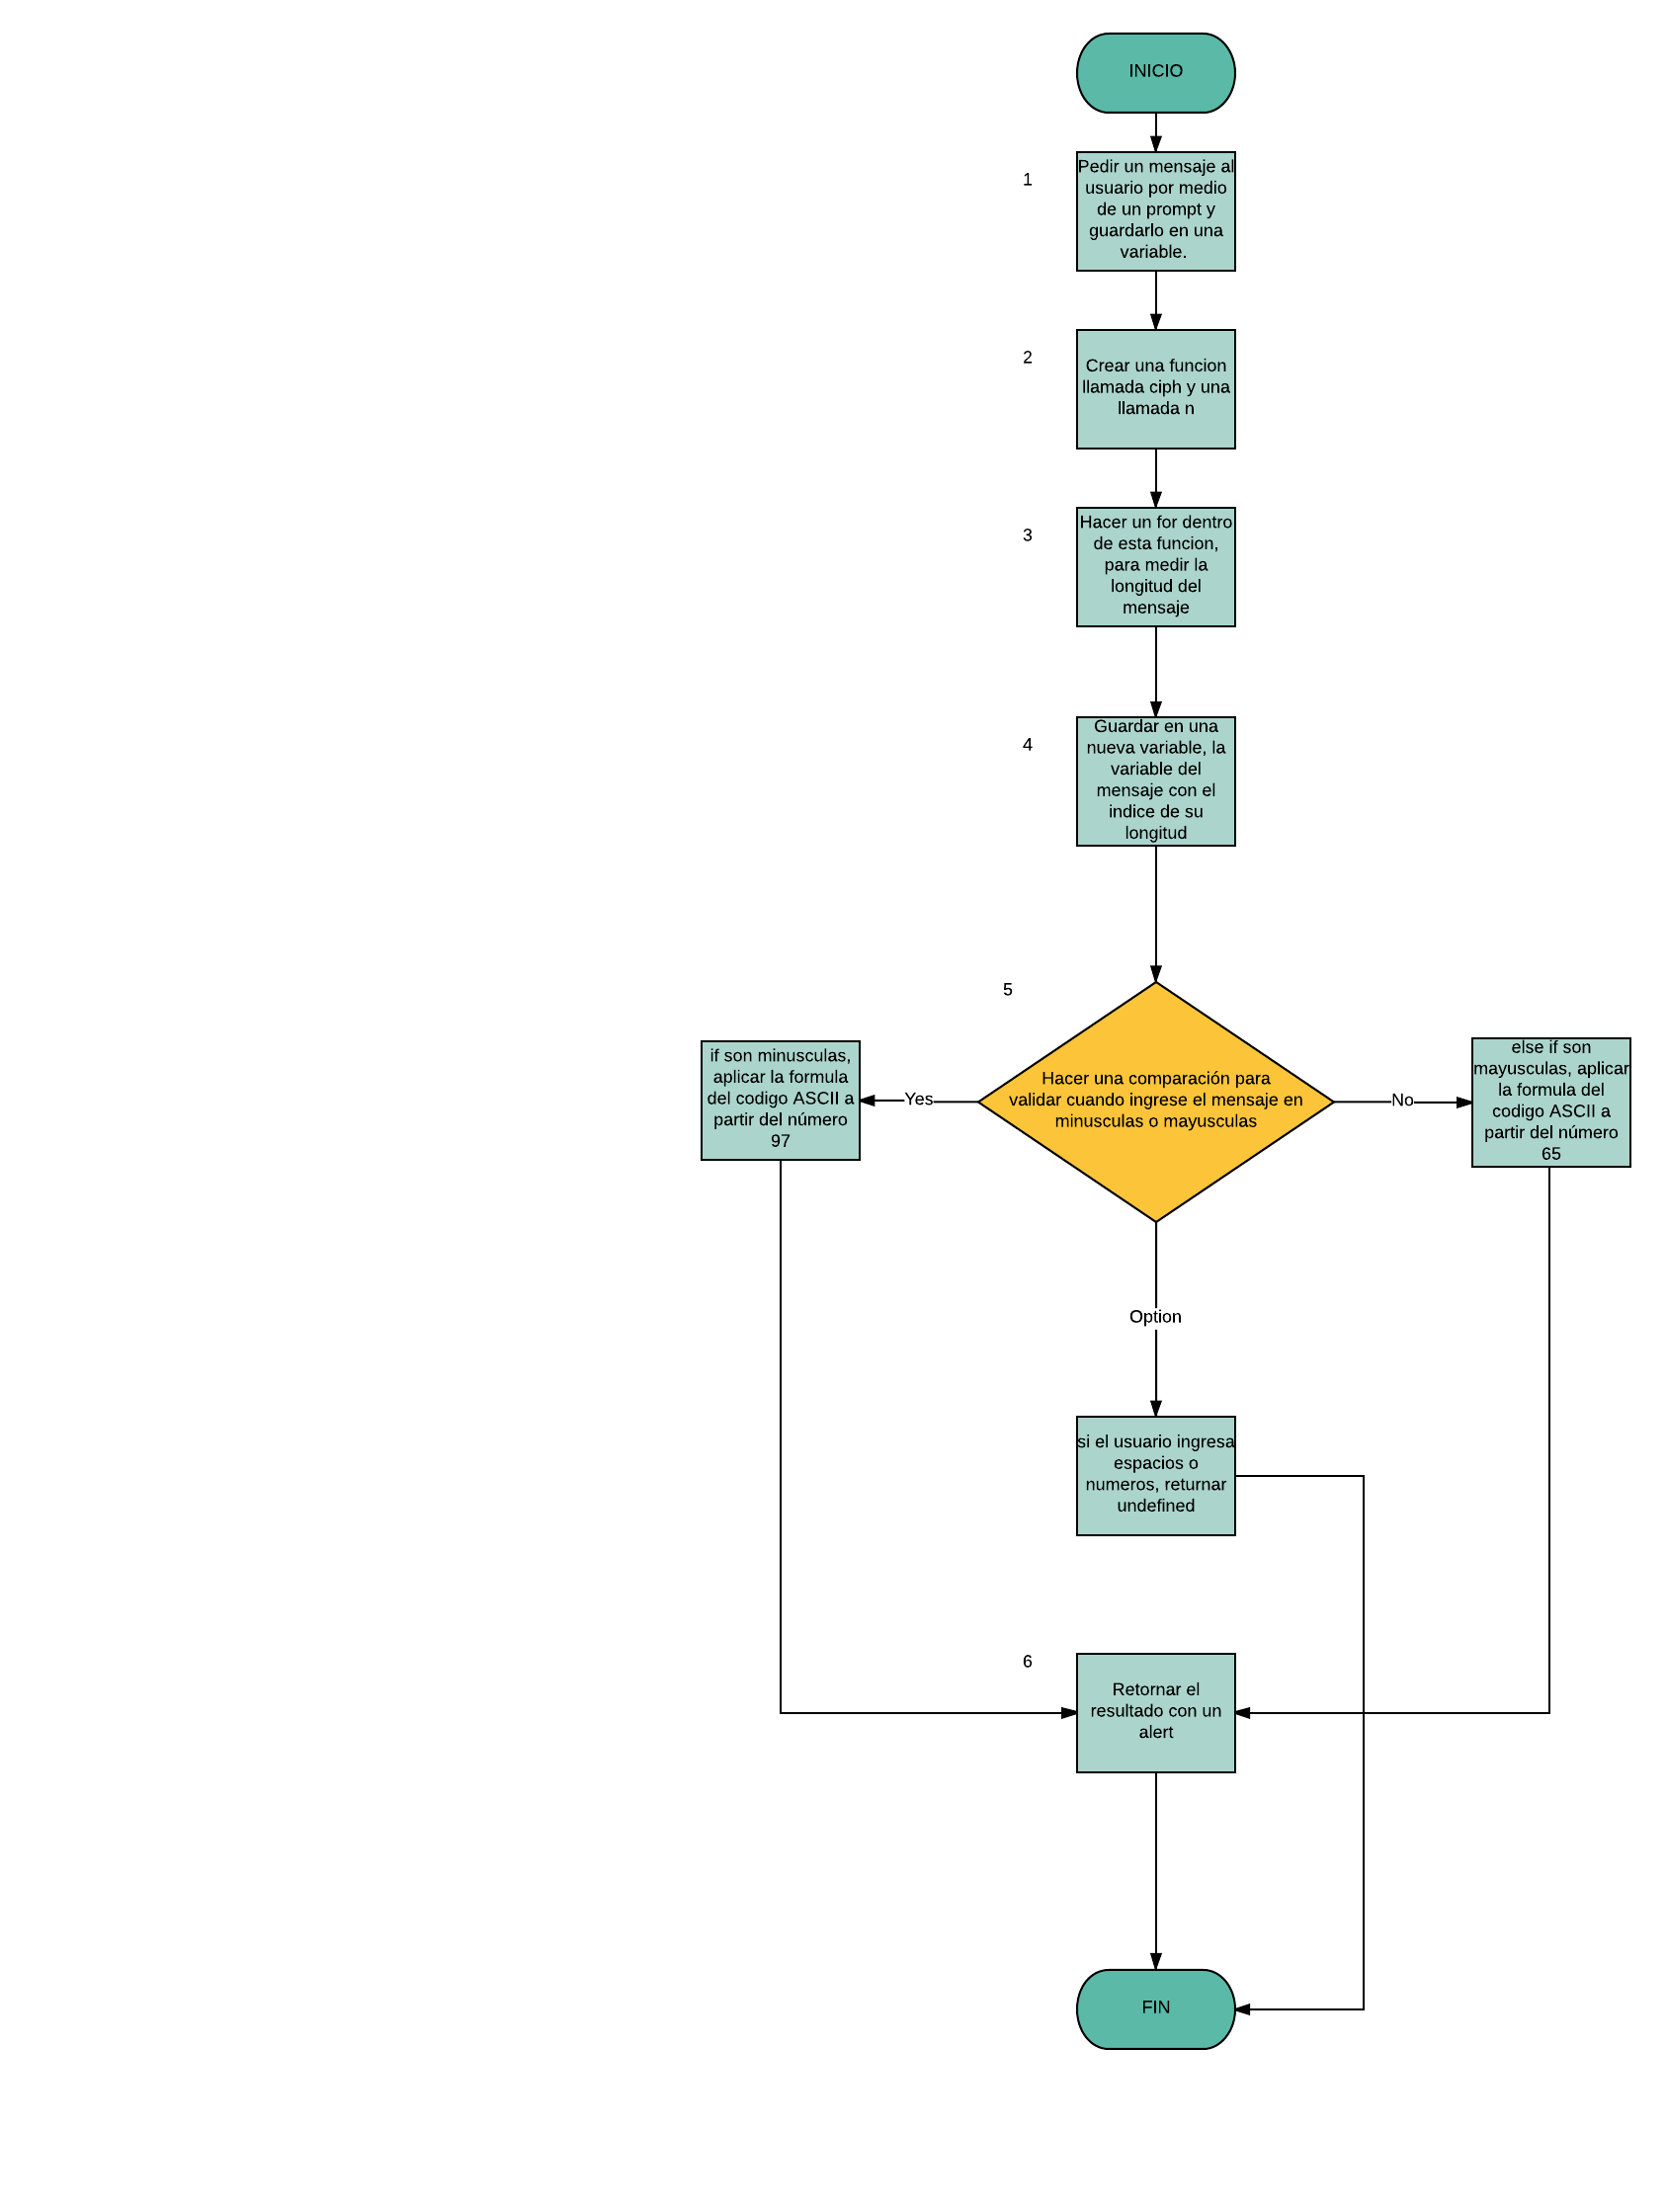 INICIO
1
Pedir un mensaje al
usuario por medio
de un prompt y
guardarlo en una
variable.
2
Crear una funcion
llamada ciph y una
llamada n
3
Hacer un for dentro
de esta funcion,
para medir la
longitud del
mensaje
4
Guardar en una
nueva variable, la
variable del
mensaje con el
indice de su
longitud
5
Hacer una comparación para
validar cuando ingrese el mensaje en
minusculas o mayusculas
Yes
if son minusculas,
aplicar la formula
del codigo ASCII a
partir del número
97
No
else if son
mayusculas, aplicar
la formula del
codigo ASCII a
partir del número
65
Option
si el usuario ingresa
espacios o
numeros, returnar
undefined
6
Retornar el
resultado con un
alert
FIN